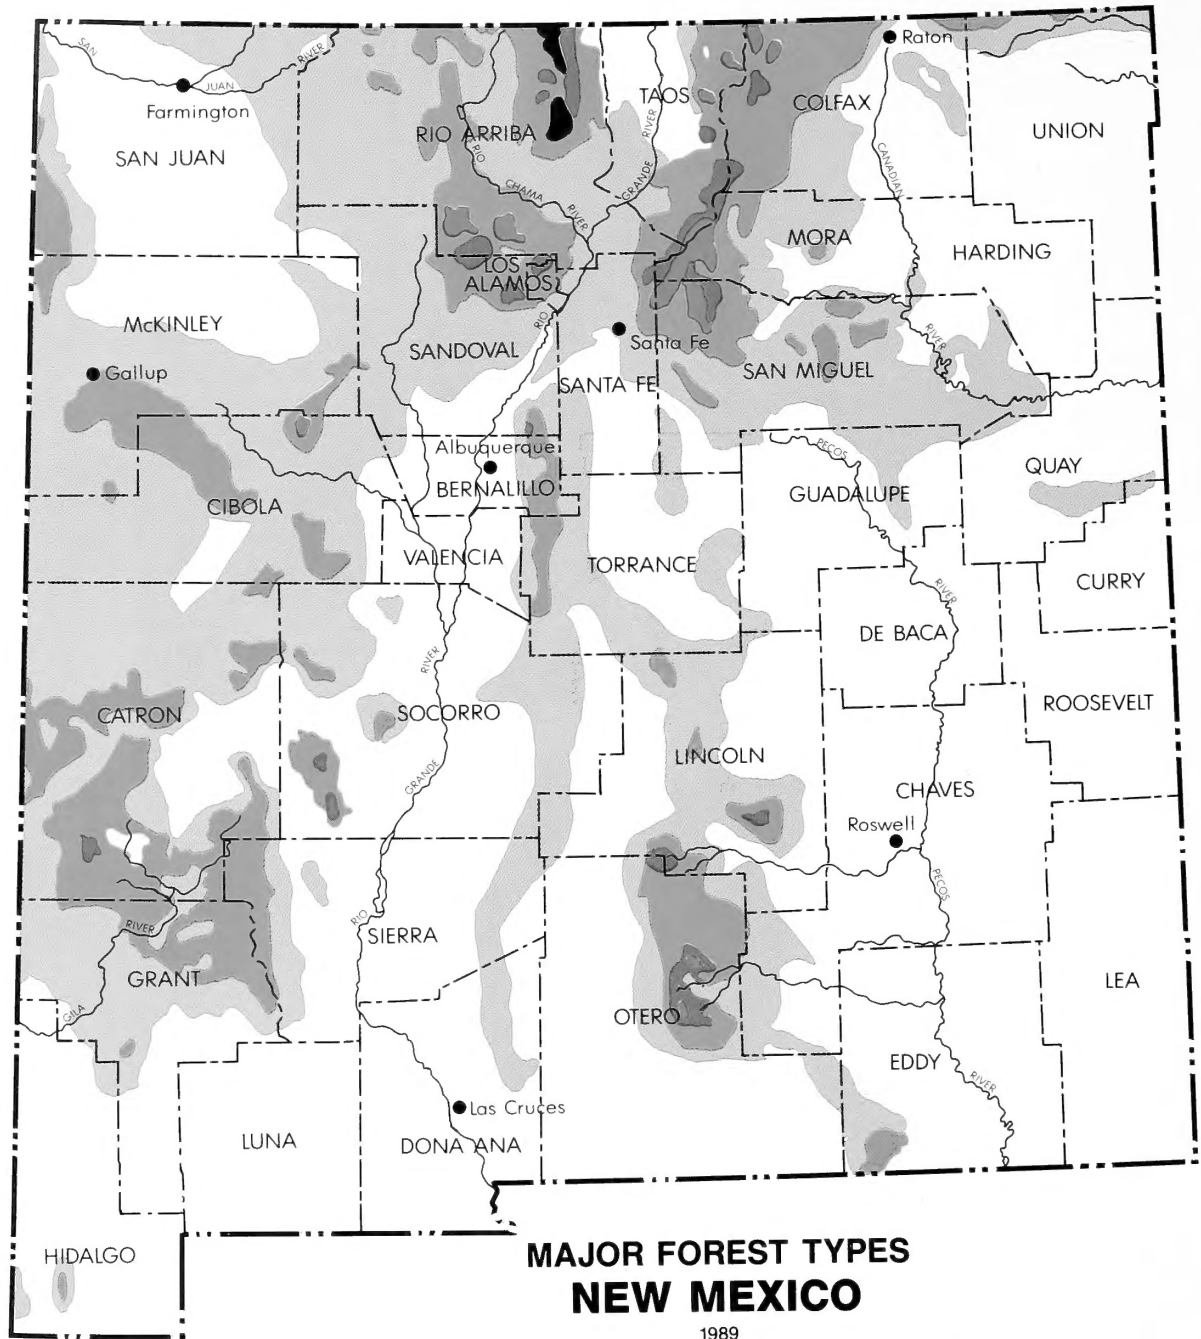 Raton
SAN
JUAN
RIVER
Farmington
SAN JUAN
RIO ARRIBA
TAOS
COLFAX
UNION
RIO
CHAMA
RIVER
RIVER
GRANDE
CANADIAN
RIVER
MORA
HARDING
LOS
ALAMOS
McKINLEY
Gallup
SANDOVAL
RIO
Santa Fe
SANTA FE
SAN MIGUEL
Albuquerque
BERNALILLO
PECOS
RIVER
GUADALUPE
QUAY
CIBOLA
VALENCIA
TORRANCE
CURRY
DE BACA
CATRON
RIVER
GRANDE
RIO
SOCORRO
LINCOLN
ROOSEVELT
CHAVES
Roswell
PECOS
RIVER
SIERRA
RIVER
GILA
GRANT
OTERO
LEA
EDDY
Las Cruces
LUNA
DONA ANA
HIDALGO
MAJOR FOREST TYPES
NEW MEXICO
1989